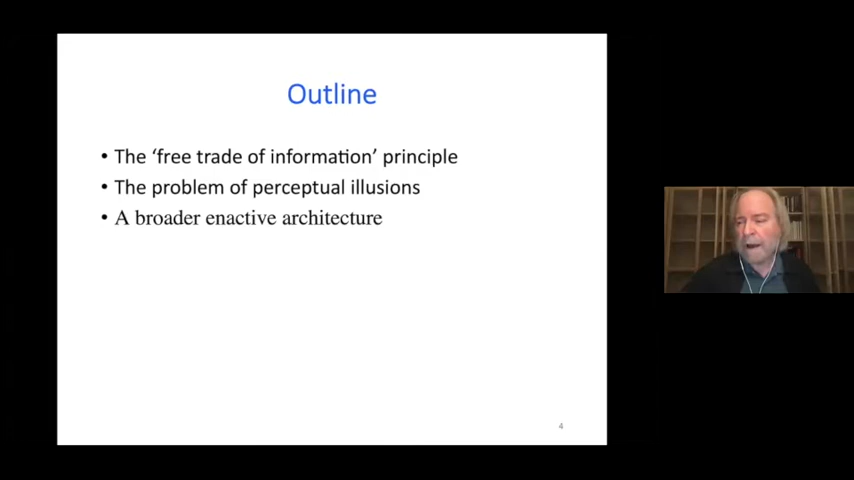 Outline
• The ‘free trade of information’ principle
• The problem of perceptual illusions
• A broader enactive architecture
4